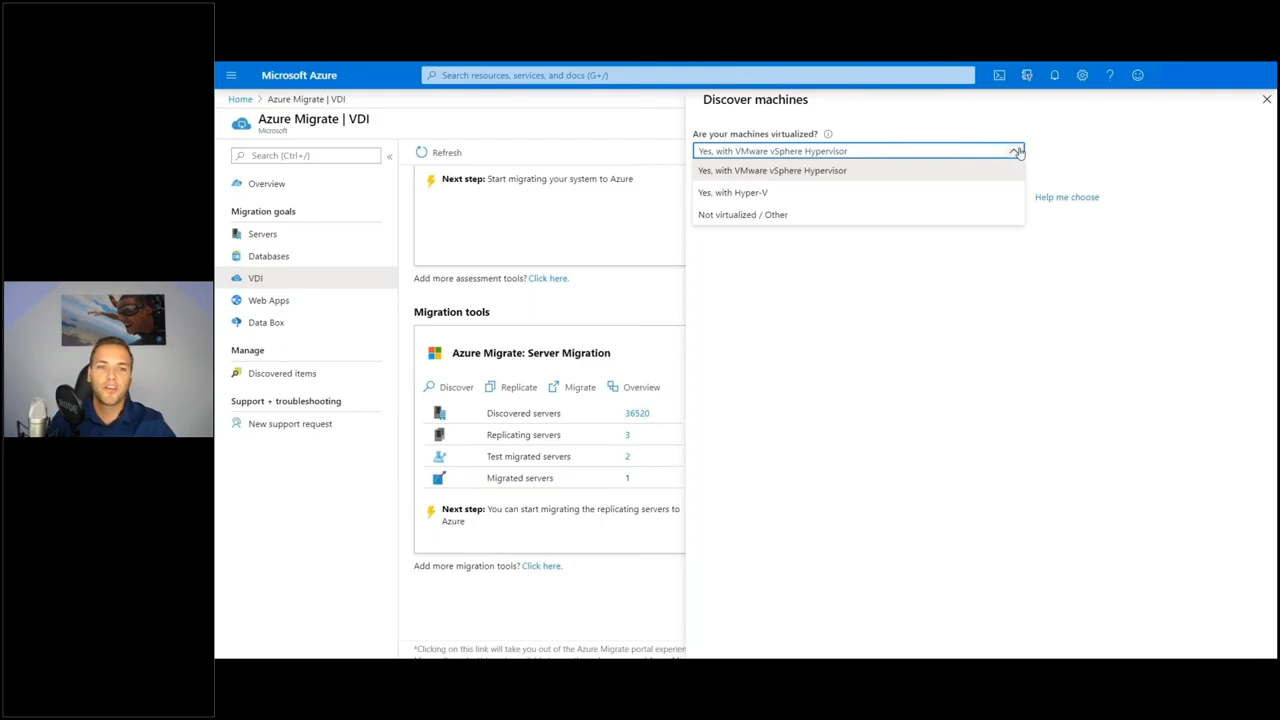 Microsoft Azure
Search resources, services, and docs (G+/)
Home > Azure Migrate | VDI
Azure Migrate | VDI
Microsoft
Search (Ctrl+/)
«
Overview
Migration goals
Servers
Databases
VDI
Web Apps
Data Box
Manage
Discovered items
Support + troubleshooting
New support request
Refresh
Next step: Start migrating your system to Azure
Add more assessment tools? Click here.
Migration tools
Azure Migrate: Server Migration
Discover Replicate Migrate Overview
Discovered servers 36520
Replicating servers 3
Test migrated servers 2
Migrated servers 1
Next step: You can start migrating the replicating servers to
Azure
Add more migration tools? Click here.
*Clicking on this link will take you out of the Azure Migrate portal experien
Discover machines
Are your machines virtualized?
Yes, with VMware vSphere Hypervisor
Yes, with VMware vSphere Hypervisor
Yes, with Hyper-V
Not virtualized / Other
Help me choose
RODE